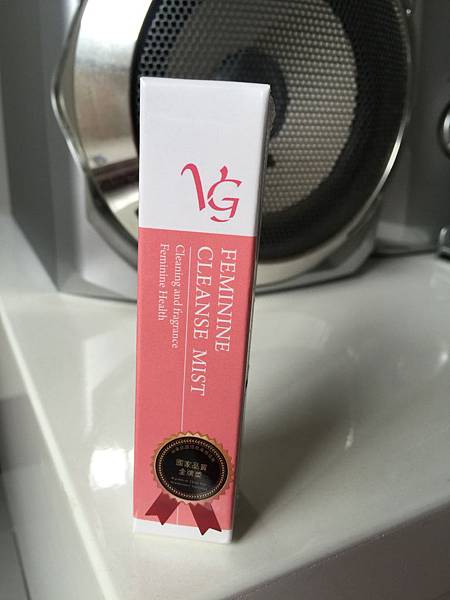 VG
FEMININE
CLEANSE MIST
Cleaning and fragrance
Feminine Health
國家品質
金牌獎